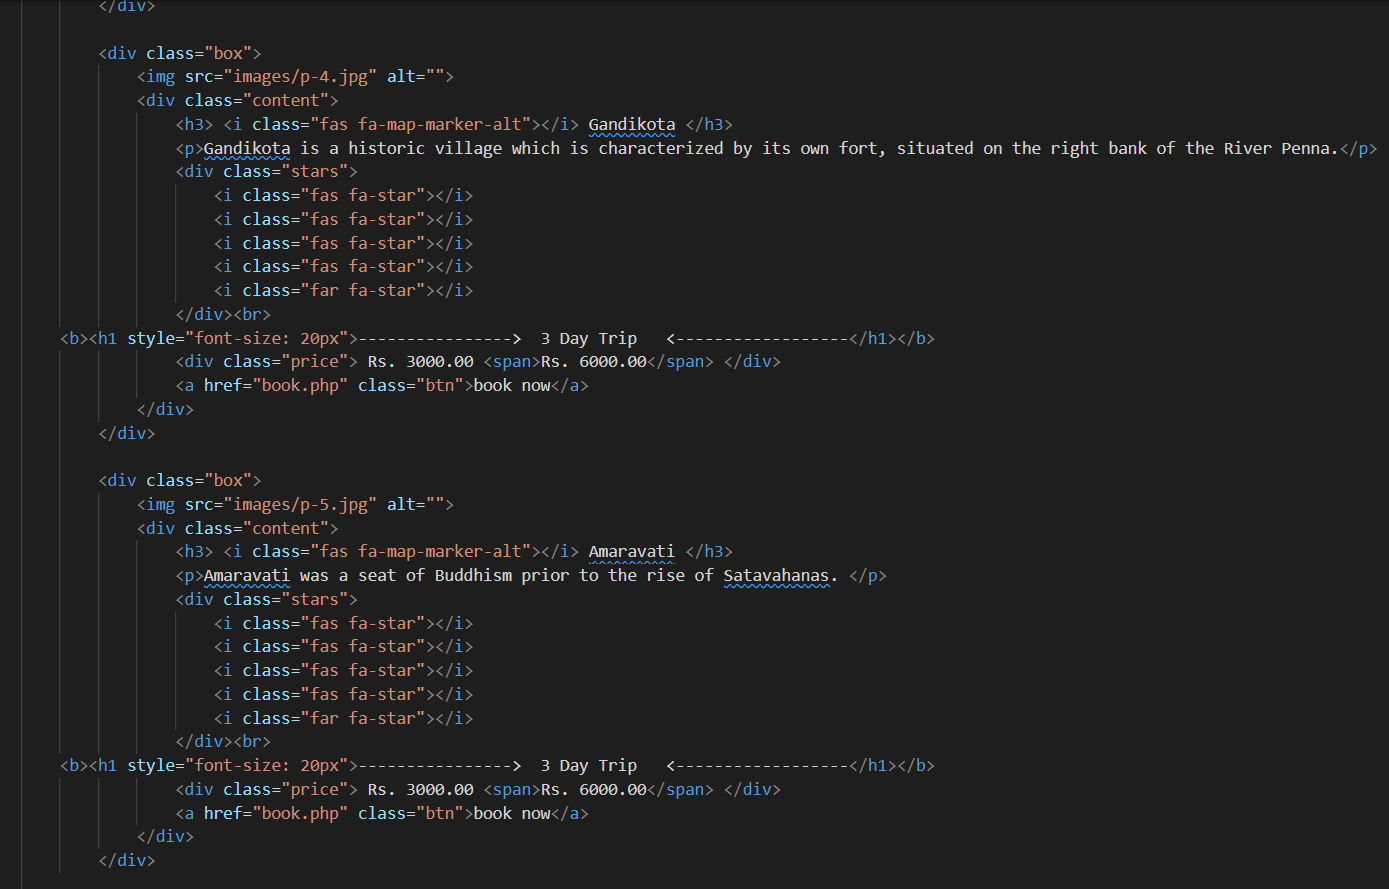 </div>
<div class="box">
<img src="images/p-4.jpg" alt="">
<div class="content">
<h3> <i class="fas fa-map-marker-alt"></i> Gandikota </h3>
<p>Gandikota is a historic village which is characterized by its own fort, situated on the right bank of the River Penna.</p>
<div class="stars">
<i class="fas fa-star"></i>
<i class="fas fa-star"></i>
<i class="fas fa-star"></i>
<i class="fas fa-star"></i>
<i class="far fa-star"></i>
</div><br>
<b><h1 style="font-size: 20px">---------------->  3 Day Trip   <------------------</h1></b>
<div class="price"> Rs. 3000.00 <span>Rs. 6000.00</span> </div>
<a href="book.php" class="btn">book now</a>
</div>
</div>
<div class="box">
<img src="images/p-5.jpg" alt="">
<div class="content">
<h3> <i class="fas fa-map-marker-alt"></i> Amaravati </h3>
<p>Amaravati was a seat of Buddhism prior to the rise of Satavahanas. </p>
<div class="stars">
<i class="fas fa-star"></i>
<i class="fas fa-star"></i>
<i class="fas fa-star"></i>
<i class="fas fa-star"></i>
<i class="far fa-star"></i>
</div><br>
<b><h1 style="font-size: 20px">---------------->  3 Day Trip   <------------------</h1></b>
<div class="price"> Rs. 3000.00 <span>Rs. 6000.00</span> </div>
<a href="book.php" class="btn">book now</a>
</div>
</div>